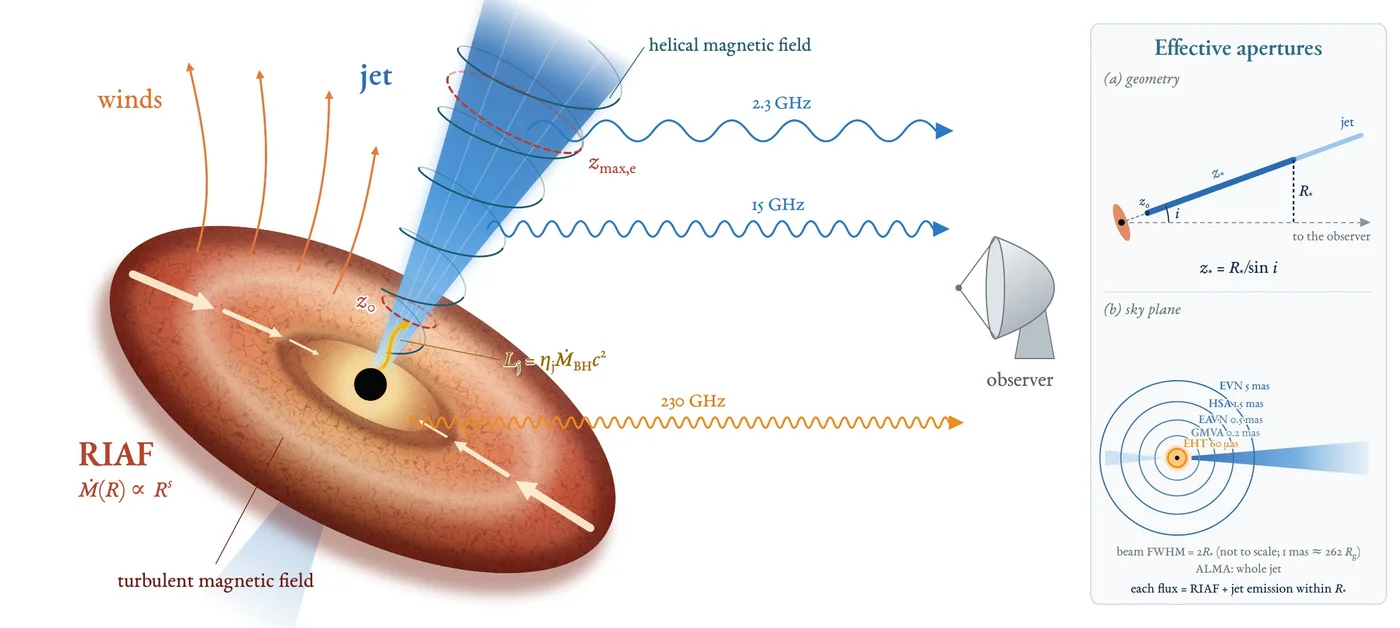 winds
jet
helical magnetic field
2.3 GHz
z_max,e
15 GHz
z_0
L_j = η_j Ṁ_BH c²
230 GHz
observer
RIAF
Ṁ(R) ∝ R^s
turbulent magnetic field
Effective apertures
(a) geometry
jet
z_*
z_0
i
R_*
to the observer
z_* = R_*/sin i
(b) sky plane
EVN 5 mas
HSA 1.5 mas
EAVN 0.5 mas
GMVA 0.2 mas
EHT 60 μas
beam FWHM = 2R_* (not to scale; 1 mas ≈ 262 R_g)
ALMA: whole jet
each flux = RIAF + jet emission within R_*